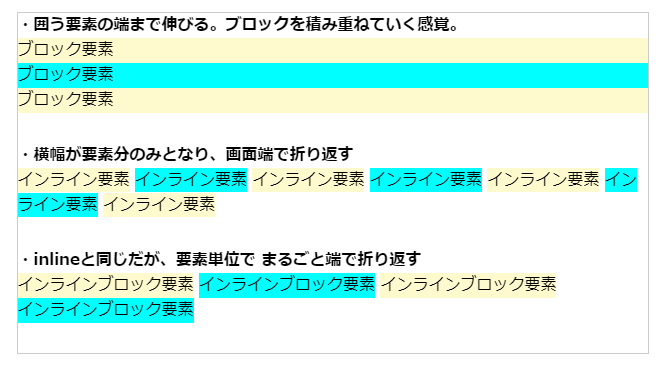 ・囲う要素の端まで伸びる。ブロックを積み重ねていく感覚。
ブロック要素
ブロック要素
ブロック要素
・横幅が要素分のみとなり、画面端で折り返す
インライン要素 インライン要素 インライン要素 インライン要素 インライン要素 イン
ライン要素 インライン要素
・inlineと同じだが、要素単位で まるごと端で折り返す
インラインブロック要素 インラインブロック要素 インラインブロック要素
インラインブロック要素